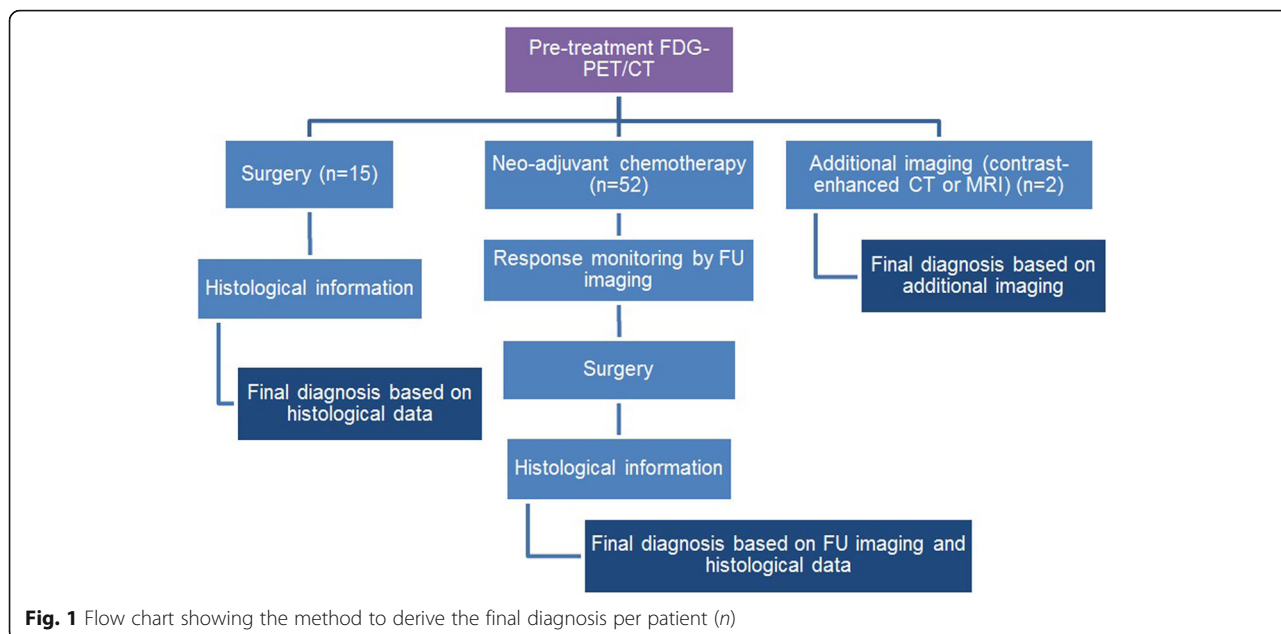 Pre-treatment FDG-
PET/CT
Surgery (n=15)
Histological information
Final diagnosis based on
histological data
Neo-adjuvant chemotherapy
(n=52)
Response monitoring by FU
imaging
Surgery
Histological information
Final diagnosis based on FU imaging and
histological data
Additional imaging (contrast-
enhanced CT or MRI) (n=2)
Final diagnosis based on
additional imaging
Fig. 1 Flow chart showing the method to derive the final diagnosis per patient (n)